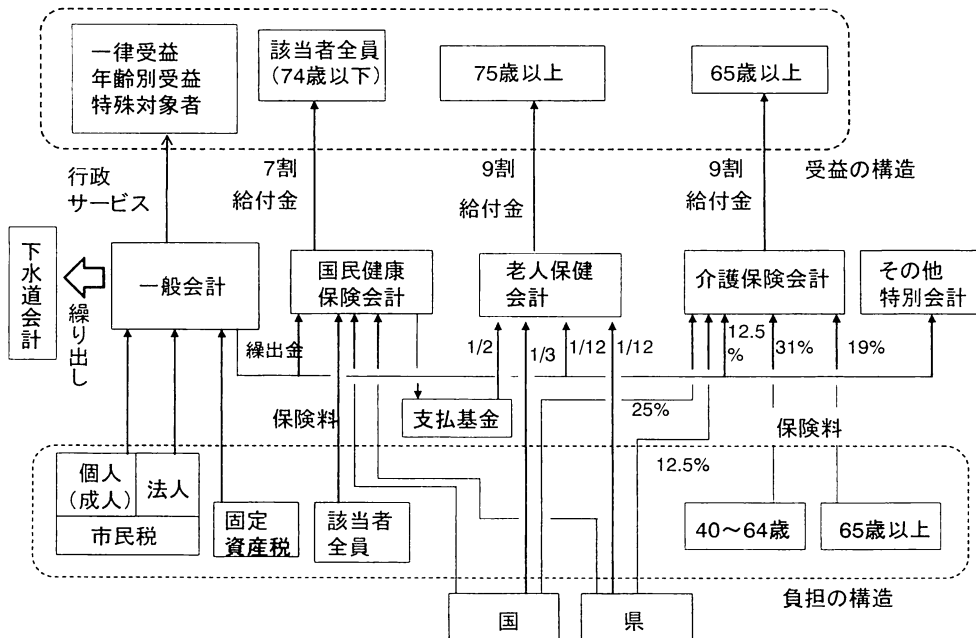 一律受益
年齢別受益
特殊対象者
該当者全員
(74歳以下)
75歳以上
65歳以上
行政
サービス
7割
給付金
9割
給付金
9割
給付金
受益の構造
下水道会計
繰り出し
一般会計
国民健康
保険会計
老人保健
会計
介護保険会計
その他
特別会計
繰出金
1/2
1/3
1/12
1/12
12.5
%
31%
19%
保険料
支払基金
25%
保険料
12.5%
個人
(成人)
法人
市民税
固定
資産税
該当者
全員
40～64歳
65歳以上
負担の構造
国
県